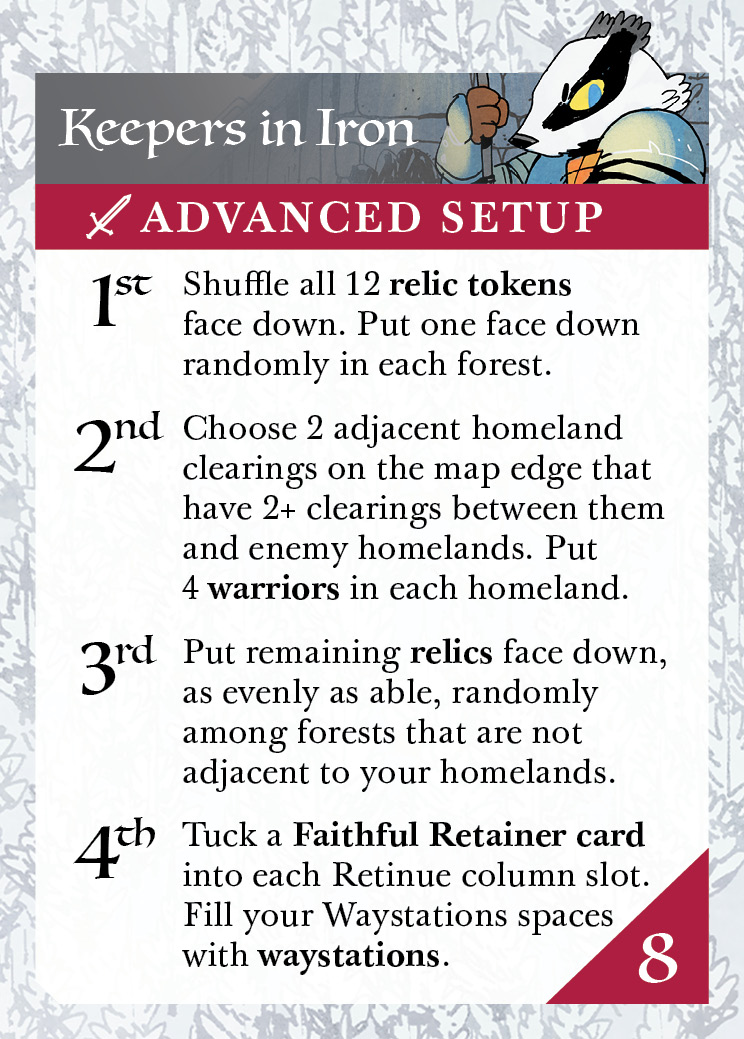 Keepers in Iron
ADVANCED SETUP
1st Shuffle all 12 relic tokens
face down. Put one face down
randomly in each forest.
2nd Choose 2 adjacent homeland
clearings on the map edge that
have 2+ clearings between them
and enemy homelands. Put
4 warriors in each homeland.
3rd Put remaining relics face down,
as evenly as able, randomly
among forests that are not
adjacent to your homelands.
4th Tuck a Faithful Retainer card
into each Retinue column slot.
Fill your Waystations spaces
with waystations.
8